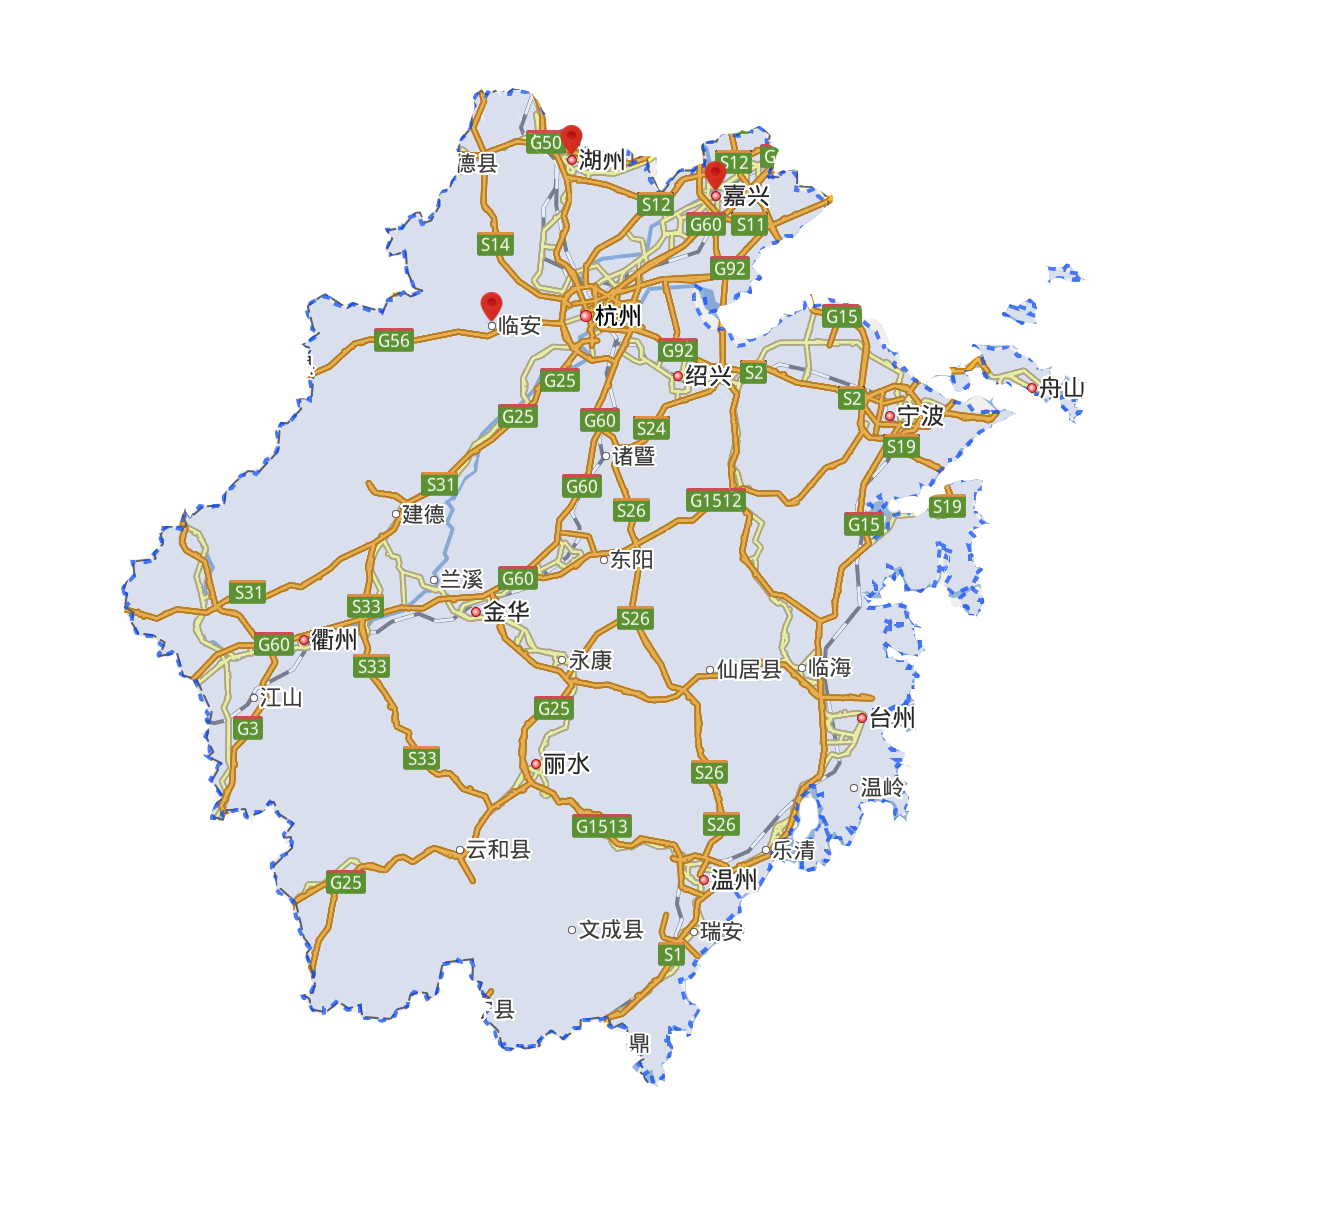 G50
湖州
S12
G
德县
嘉兴
S12
G60
S11
S14
G92
临安
杭州
G15
G56
G92
绍兴
S2
G25
舟山
S2
G25
G60
S24
宁波
S19
诸暨
S31
G60
G1512
S26
S19
建德
G15
东阳
兰溪
G60
S31
S33
金华
S26
衢州
G60
永康
S33
仙居县
临海
江山
G25
台州
G3
丽水
S33
S26
温岭
G1513
S26
云和县
乐清
G25
温州
文成县
瑞安
S1
县
鼎